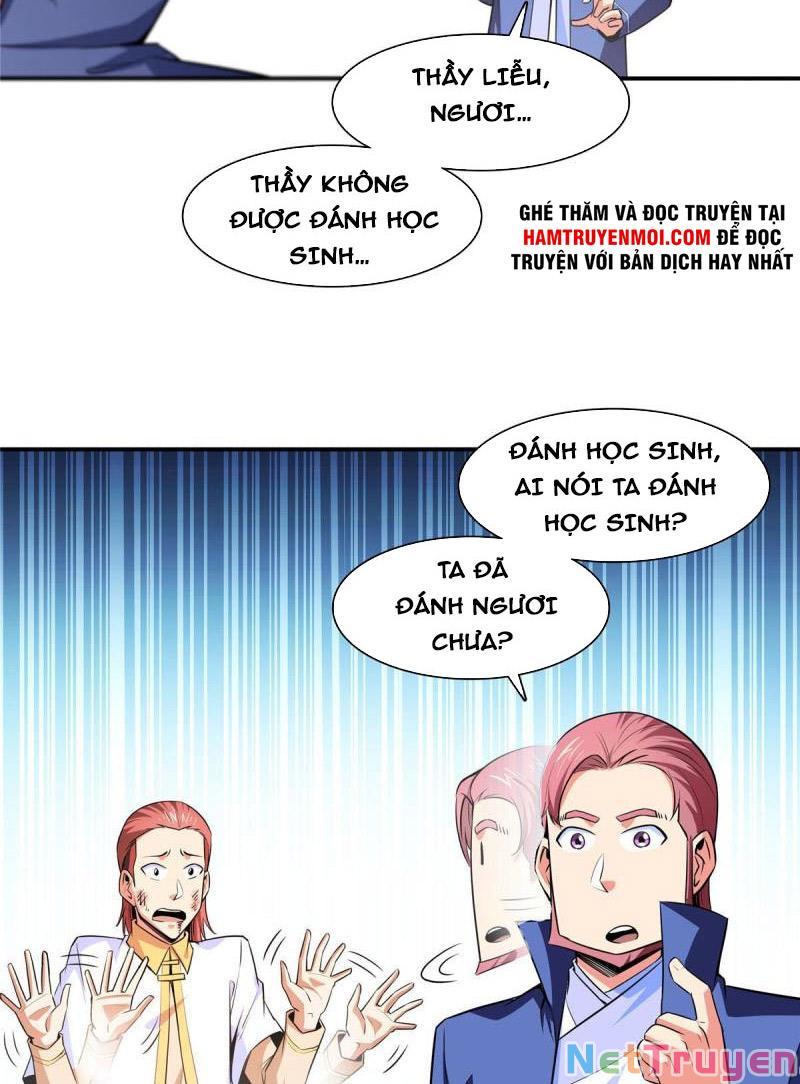 THẦY LIỄU,
NGƯƠI...
THẦY KHÔNG
ĐƯỢC ĐÁNH HỌC
SINH...
GHÉ THĂM VÀ ĐỌC TRUYỆN TẠI
HAMTRUYENMOI.COM ĐỂ ĐỌC
TRUYỆN VỚI BẢN DỊCH HAY NHẤT
ĐÁNH HỌC SINH,
AI NÓI TA ĐÁNH
HỌC SINH?
TA ĐÃ
ĐÁNH NGƯƠI
CHƯA?
NetTruyen